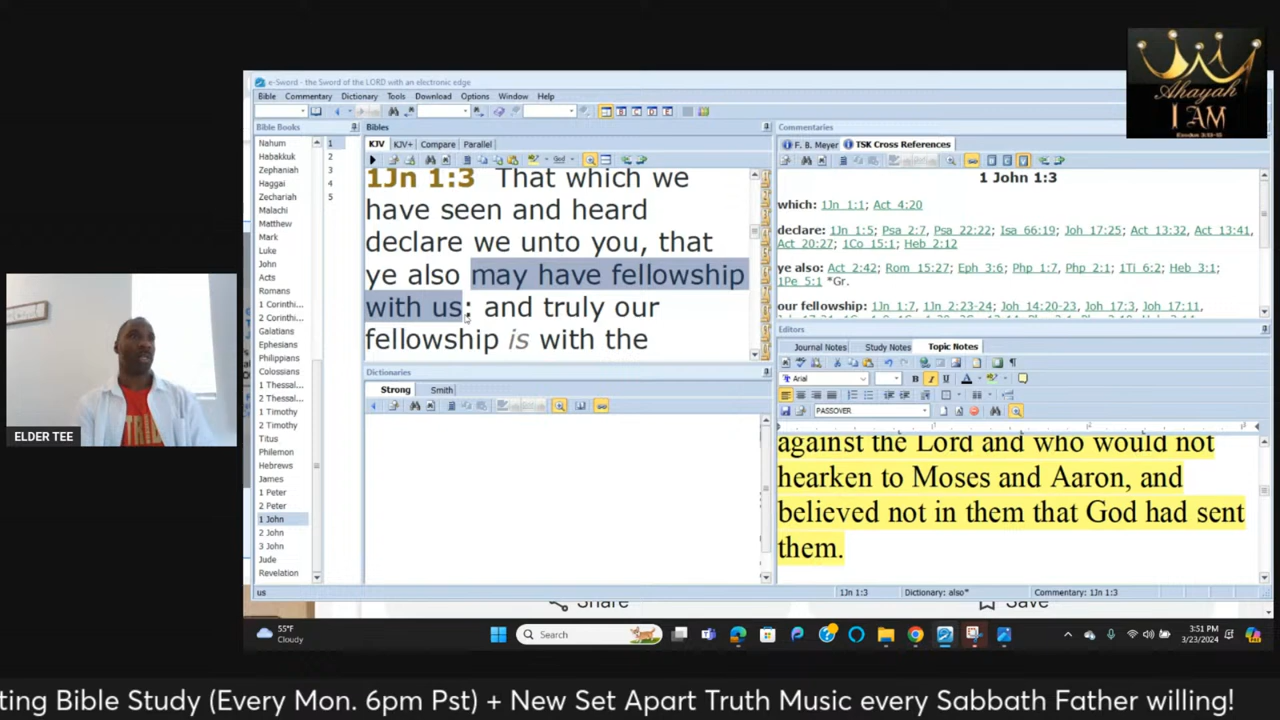 e-Sword - the Sword of the LORD with an electronic edge
Bible Commentary Dictionary Tools Download Options Window Help
Bible Books
Nahum
Habakkuk
Zephaniah
Haggai
Zechariah
Malachi
Matthew
Mark
Luke
John
Acts
Romans
1 Corinthi...
2 Corinthi...
Galatians
Ephesians
Philippians
Colossians
1 Thessal...
2 Thessal...
1 Timothy
2 Timothy
Titus
Philemon
Hebrews
James
1 Peter
2 Peter
1 John
2 John
3 John
Jude
Revelation
1
2
3
4
5
Bibles
KJV KJV+ Compare Parallel
1Jn 1:3 That which we
have seen and heard
declare we unto you, that
ye also may have fellowship
with us; and truly our
fellowship is with the
Dictionaries
Strong Smith
Commentaries
F. B. Meyer TSK Cross References
1 John 1:3
which: 1Jn 1:1; Act 4:20
declare: 1Jn 1:5; Psa 2:7, Psa 22:22; Isa 66:19; Joh 17:25; Act 13:32, Act 13:41,
Act 20:27; 1Co 15:1; Heb 2:12
ye also: Act 2:42; Rom 15:27; Eph 3:6; Php 1:7, Php 2:1; 1Ti 6:2; Heb 3:1;
1Pe 5:1 *Gr.
our fellowship: 1Jn 1:7, 1Jn 2:23-24; Joh 14:20-23, Joh 17:3, Joh 17:11,
Editors
Journal Notes Study Notes Topic Notes
Arial
B I U A
PASSOVER
against the Lord and who would not
hearken to Moses and Aaron, and
believed not in them that God had sent
them.
us
1Jn 1:3 Dictionary: also* Commentary: 1Jn 1:3
Share Save
55°F
Cloudy
Search
3:51 PM
3/23/2024
Ahayah
I AM
Exodus 3:13-15
ELDER TEE
ting Bible Study (Every Mon. 6pm Pst) + New Set Apart Truth Music every Sabbath Father willing!